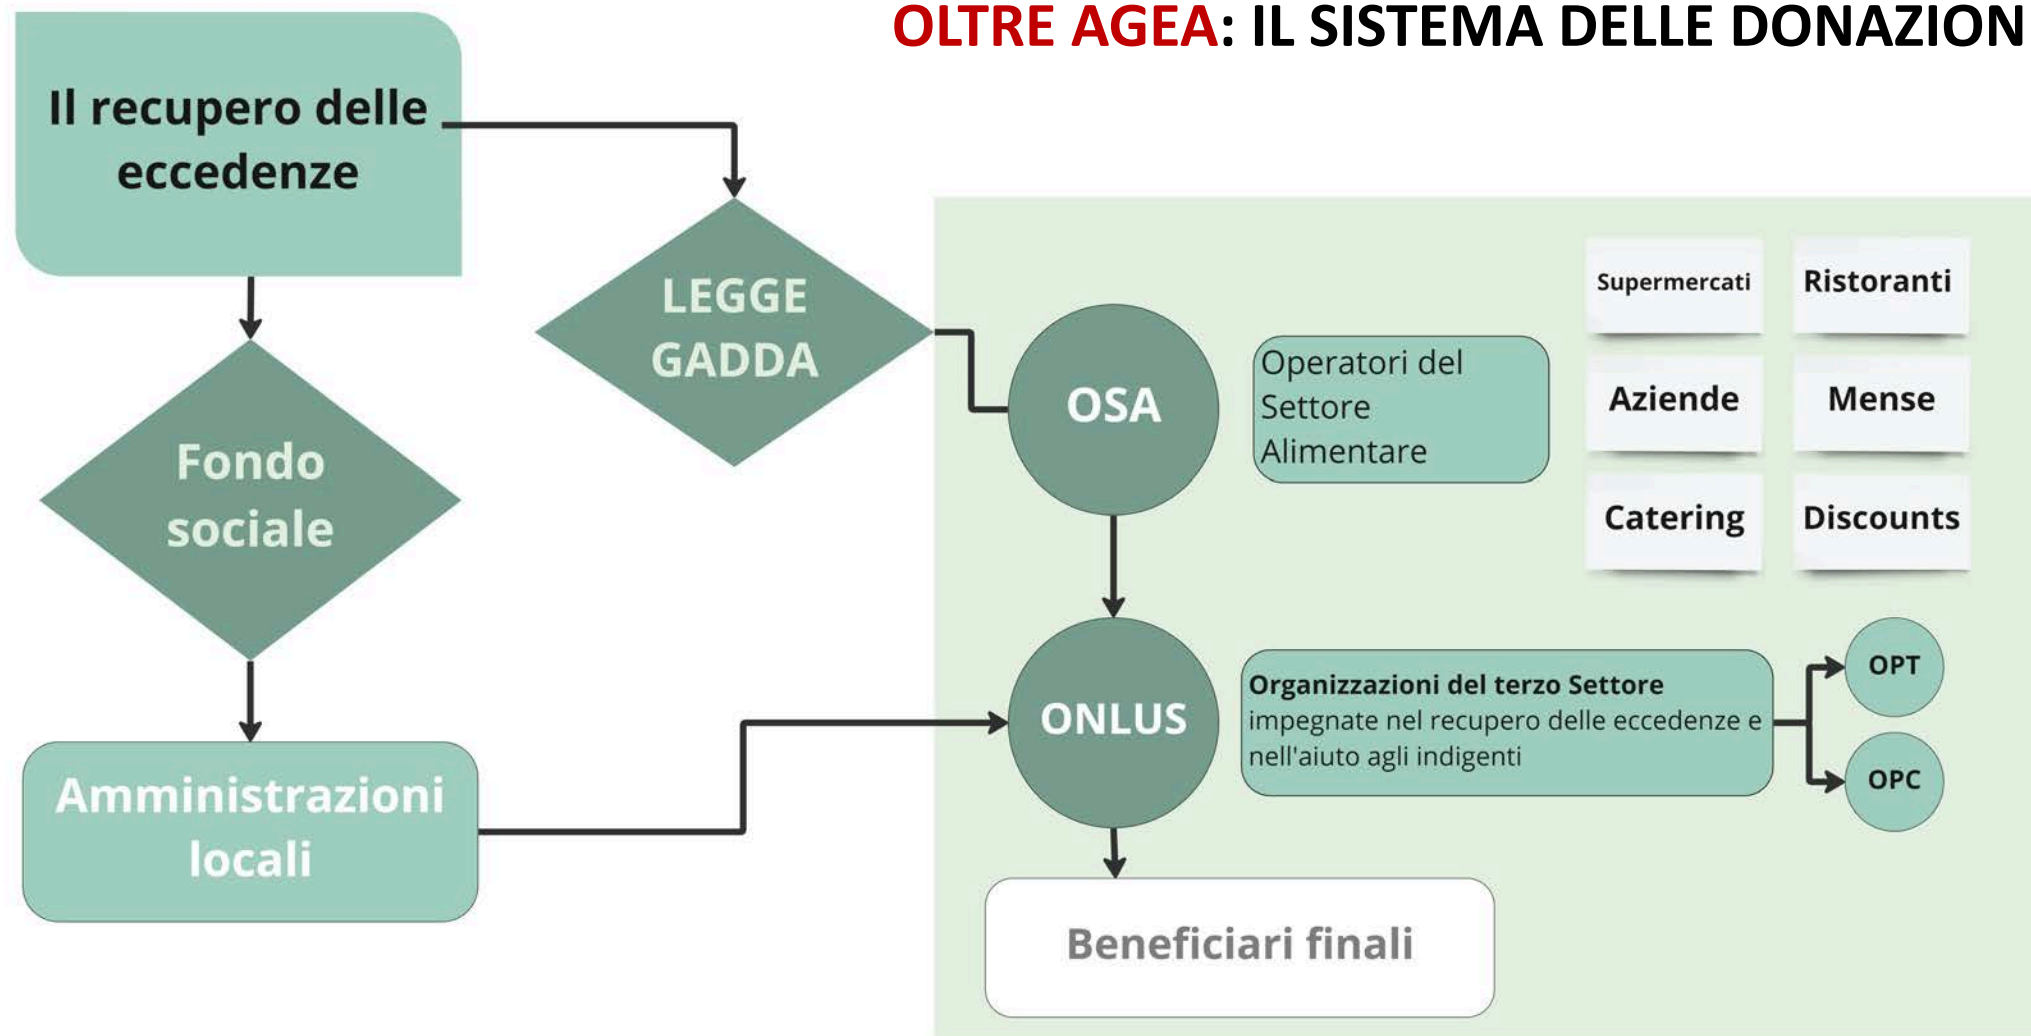 OLTRE AGEA: IL SISTEMA DELLE DONAZION
Il recupero delle
eccedenze
LEGGE
GADDA
Fondo
sociale
Amministrazioni
locali
OSA
Operatori del
Settore
Alimentare
Supermercati
Ristoranti
Aziende
Mense
Catering
Discounts
ONLUS
Organizzazioni del terzo Settore
impegnate nel recupero delle eccedenze e
nell'aiuto agli indigenti
OPT
OPC
Beneficiari finali